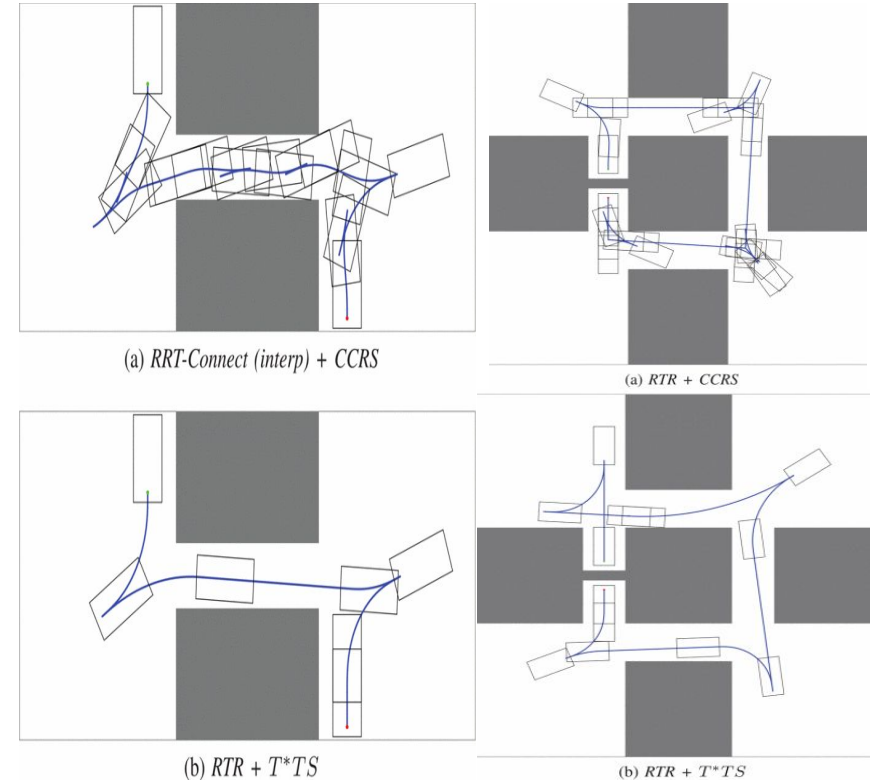 (a) RRT-Connect (interp) + CCRS
(a) RTR + CCRS
(b) RTR + T*TS
(b) RTR + T*TS